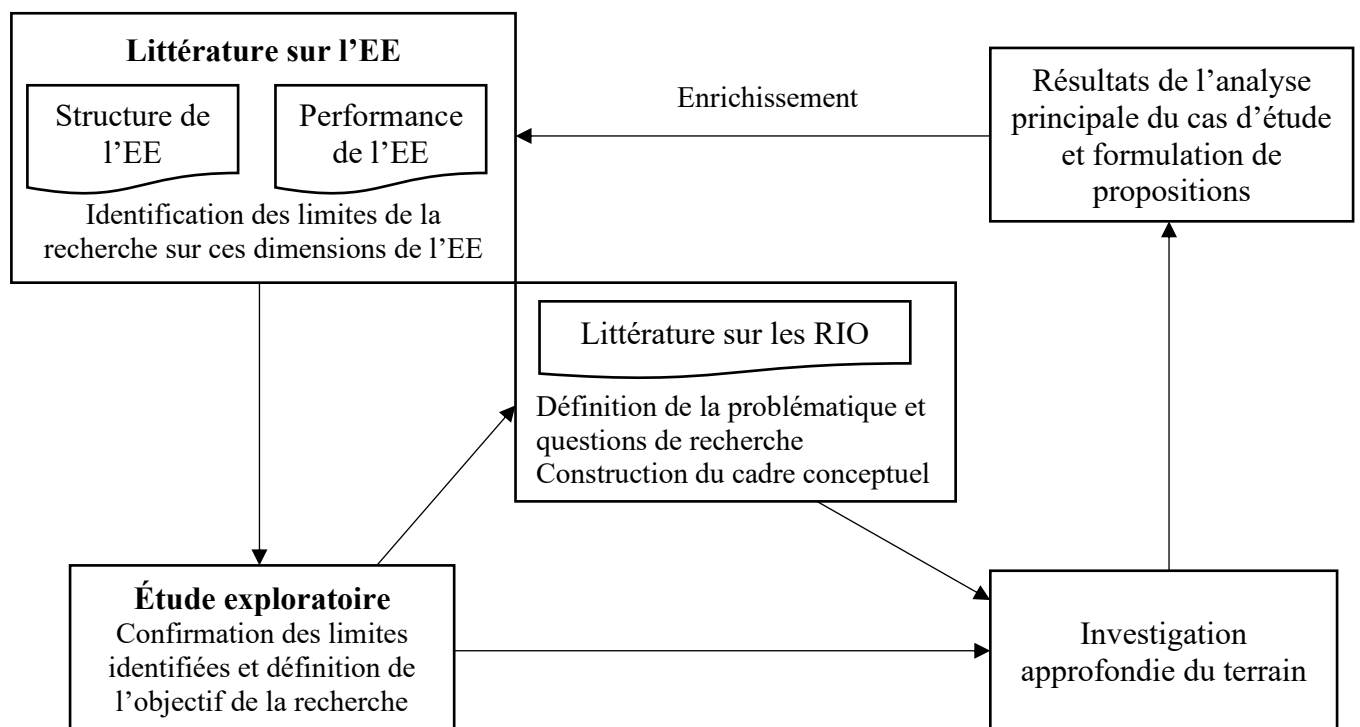 Littérature sur l’EE
Structure de
l’EE
Performance
de l’EE
Identification des limites de la
recherche sur ces dimensions de l’EE
Enrichissement
Résultats de l’analyse
principale du cas d’étude
et formulation de
propositions
Littérature sur les RIO
Définition de la problématique et
questions de recherche
Construction du cadre conceptuel
Étude exploratoire
Confirmation des limites
identifiées et définition de
l’objectif de la recherche
Investigation
approfondie du terrain